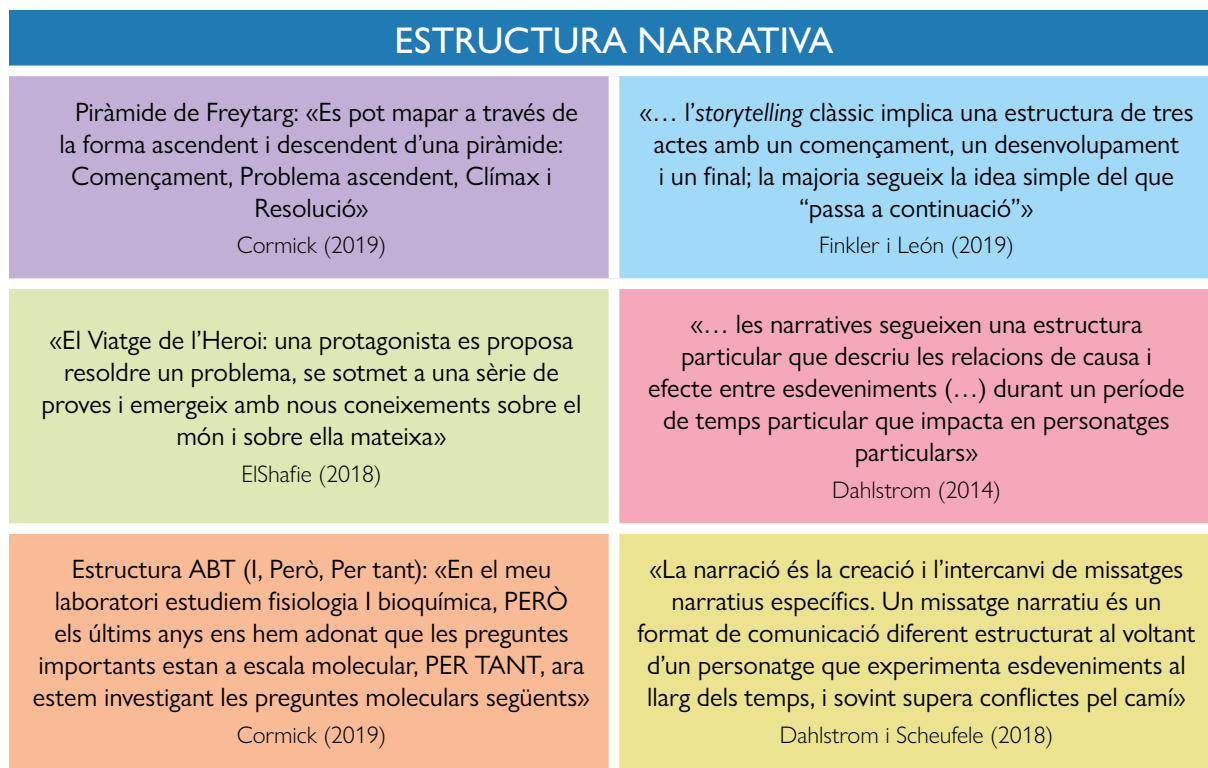 ESTRUCTURA NARRATIVA
Piràmide de Freytarg: «Es pot mapar a través de
la forma ascendent i descendent d’una piràmide:
Començament, Problema ascendent, Clímax i
Resolució»
Cormick (2019)
«… l’storytelling clàssic implica una estructura de tres
actes amb un començament, un desenvolupament
i un final; la majoria segueix la idea simple del que
“passa a continuació”»
Finkler i León (2019)
«El Viatge de l’Heroi: una protagonista es proposa
resoldre un problema, se sotmet a una sèrie de
proves i emergeix amb nous coneixements sobre el
món i sobre ella mateixa»
ElShafie (2018)
«… les narratives segueixen una estructura
particular que descriu les relacions de causa i
efecte entre esdeveniments (…) durant un període
de temps particular que impacta en personatges
particulars»
Dahlstrom (2014)
Estructura ABT (I, Però, Per tant): «En el meu
laboratori estudiem fisiologia I bioquímica, PERÒ
els últims anys ens hem adonat que les preguntes
importants estan a escala molecular, PER TANT, ara
estem investigant les preguntes moleculars següents»
Cormick (2019)
«La narració és la creació i l’intercanvi de missatges
narratius específics. Un missatge narratiu és un
format de comunicació diferent estructurat al voltant
d’un personatge que experimenta esdeveniments al
llarg dels temps, i sovint supera conflictes pel camí»
Dahlstrom i Scheufele (2018)